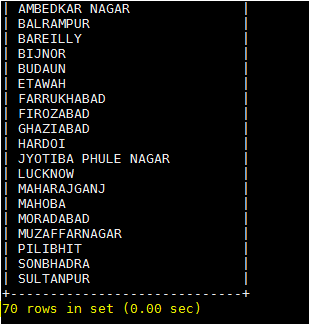 | AMBEDKAR NAGAR |
| BALRAMPUR |
| BAREILLY |
| BIJNOR |
| BUDAUN |
| ETAWAH |
| FARRUKHABAD |
| FIROZABAD |
| GHAZIABAD |
| HARDOI |
| JYOTIBA PHULE NAGAR |
| LUCKNOW |
| MAHARAJGANJ |
| MAHOBA |
| MORADABAD |
| MUZAFFARNAGAR |
| PILIBHIT |
| SONBHADRA |
| SULTANPUR |
+-----------------------------+
70 rows in set (0.00 sec)